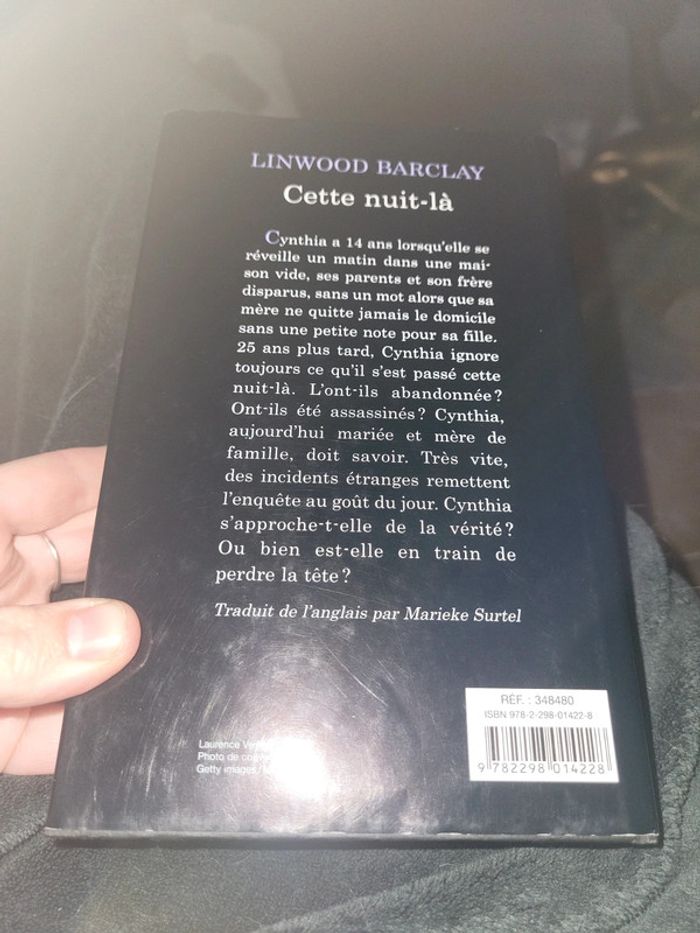 LINWOOD BARCLAY
Cette nuit-là
Cynthia a 14 ans lorsqu'elle se
réveille un matin dans une mai-
son vide, ses parents et son frère
disparus, sans un mot alors que sa
mère ne quitte jamais le domicile
sans une petite note pour sa fille.
25 ans plus tard, Cynthia ignore
toujours ce qu'il s'est passé cette
nuit-là. L'ont-ils abandonnée ?
Ont-ils été assassinés ? Cynthia,
aujourd'hui mariée et mère de
famille, doit savoir. Très vite,
des incidents étranges remettent
l'enquête au goût du jour. Cynthia
s'approche-t-elle de la vérité ?
Ou bien est-elle en train de
perdre la tête ?
Traduit de l'anglais par Marieke Surtel
RÉF. : 348480
ISBN 978-2-298-01422-8
9 782298 014228
Laurence
Photo de
Getty images